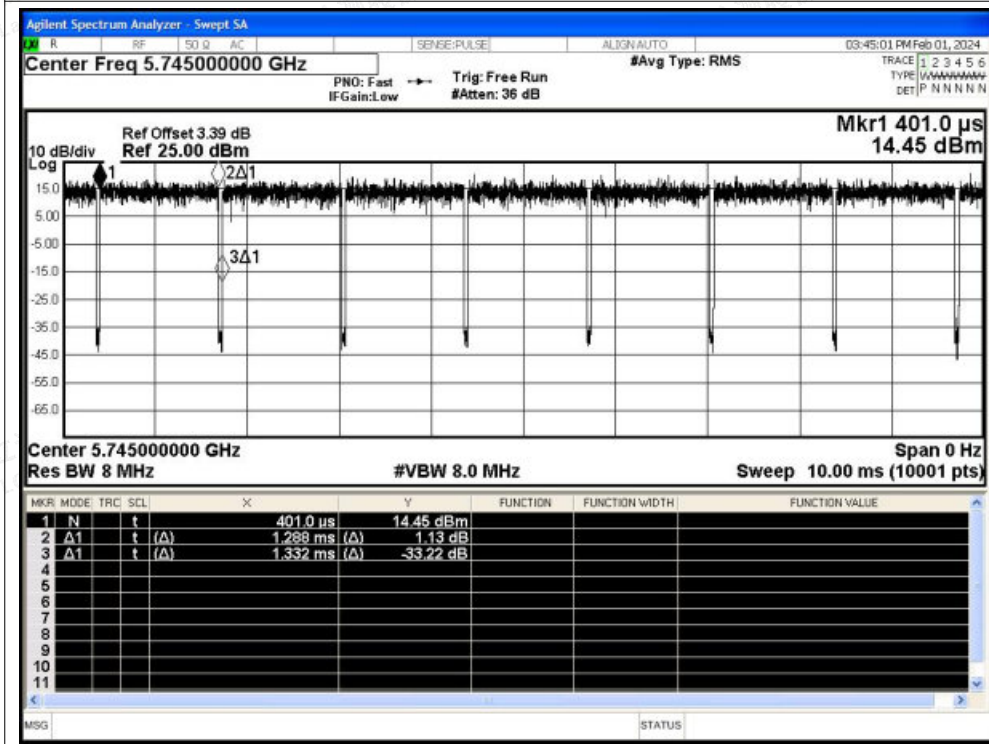 Agilent Spectrum Analyzer - Swept SA
LXI R RF 50 Ω AC SENSE:PULSE ALIGN AUTO 03:45:01 PM Feb 01, 2024
Center Freq 5.745000000 GHz
PNO: Fast
IFGain:Low
Trig: Free Run
#Atten: 36 dB
#Avg Type: RMS
TRACE 1 2 3 4 5 6
TYPE
DET P N N N N N
Ref Offset 3.39 dB
10 dB/div Ref 25.00 dBm
Log
Mkr1 401.0 µs
14.45 dBm
1
2Δ1
3Δ1
15.0
5.00
-5.00
-15.0
-25.0
-35.0
-45.0
-55.0
-65.0
Center 5.745000000 GHz Span 0 Hz
Res BW 8 MHz #VBW 8.0 MHz Sweep 10.00 ms (10001 pts)
MKR MODE TRC SCL X Y FUNCTION FUNCTION WIDTH FUNCTION VALUE
1 N t 401.0 µs 14.45 dBm
2 Δ1 t (Δ) 1.288 ms (Δ) 1.13 dB
3 Δ1 t (Δ) 1.332 ms (Δ) -33.22 dB
4
5
6
7
8
9
10
11
MSG STATUS